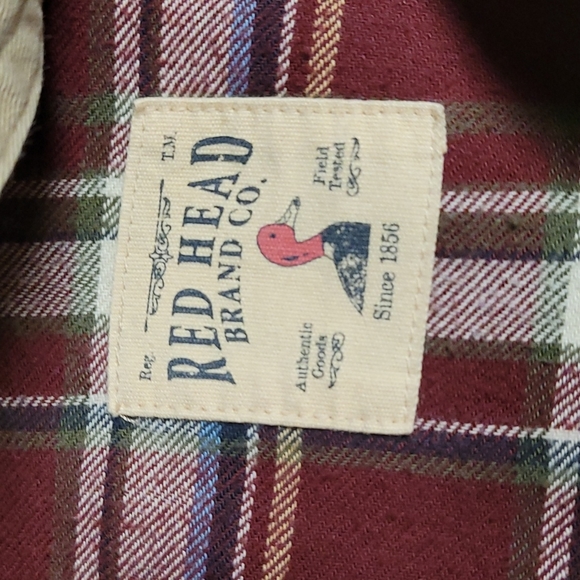 Reg. T.M.
RED HEAD
BRAND CO.
Authentic
Goods
Field
Tested
Since 1856